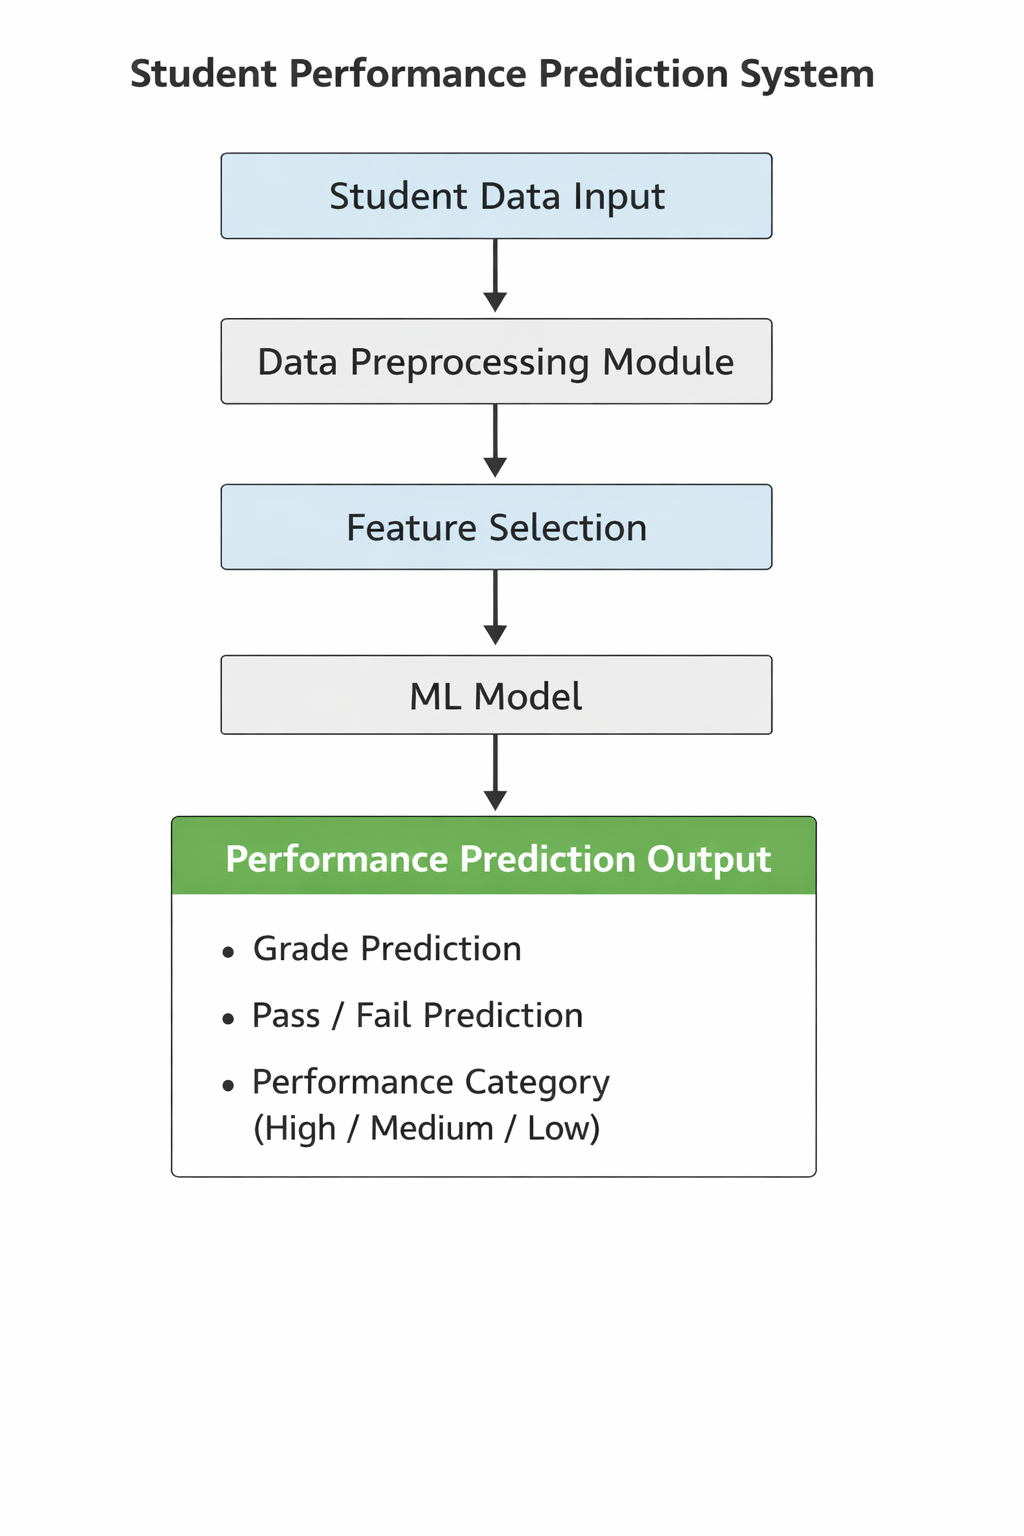 Student Performance Prediction System
Student Data Input
Data Preprocessing Module
Feature Selection
ML Model
Performance Prediction Output
• Grade Prediction
• Pass / Fail Prediction
• Performance Category
(High / Medium / Low)